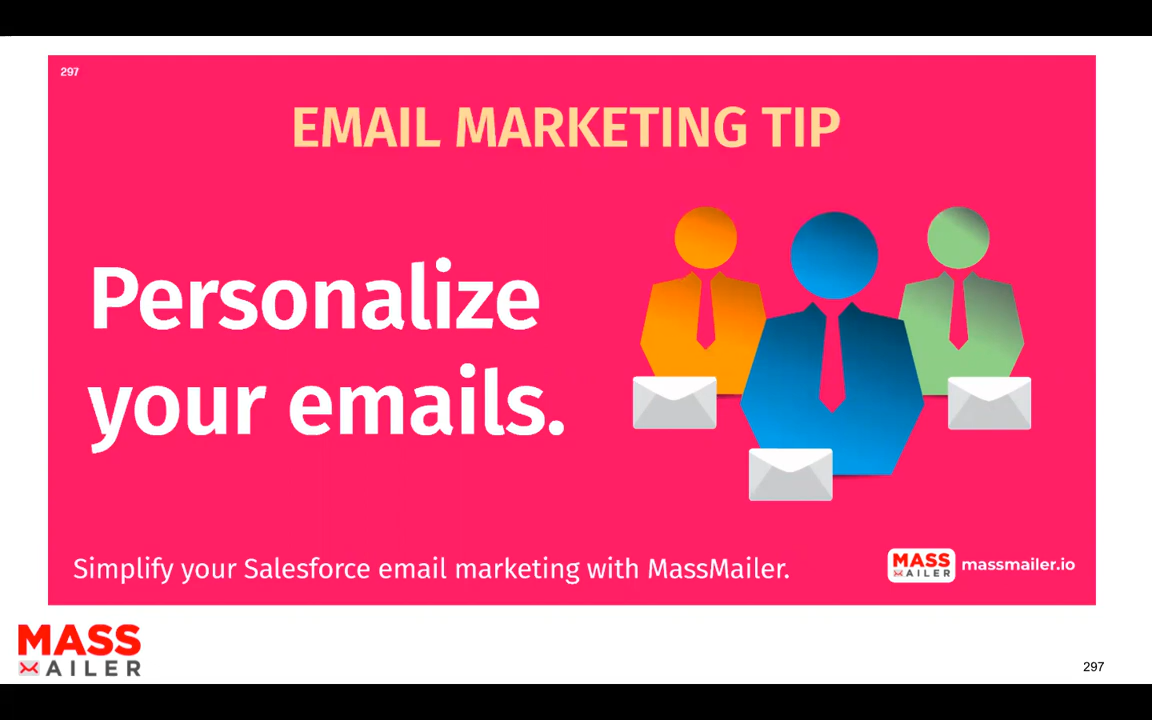 297
EMAIL MARKETING TIP
Personalize
your emails.
Simplify your Salesforce email marketing with MassMailer.
MASS
MAILER
massmailer.io
MASS
MAILER
297